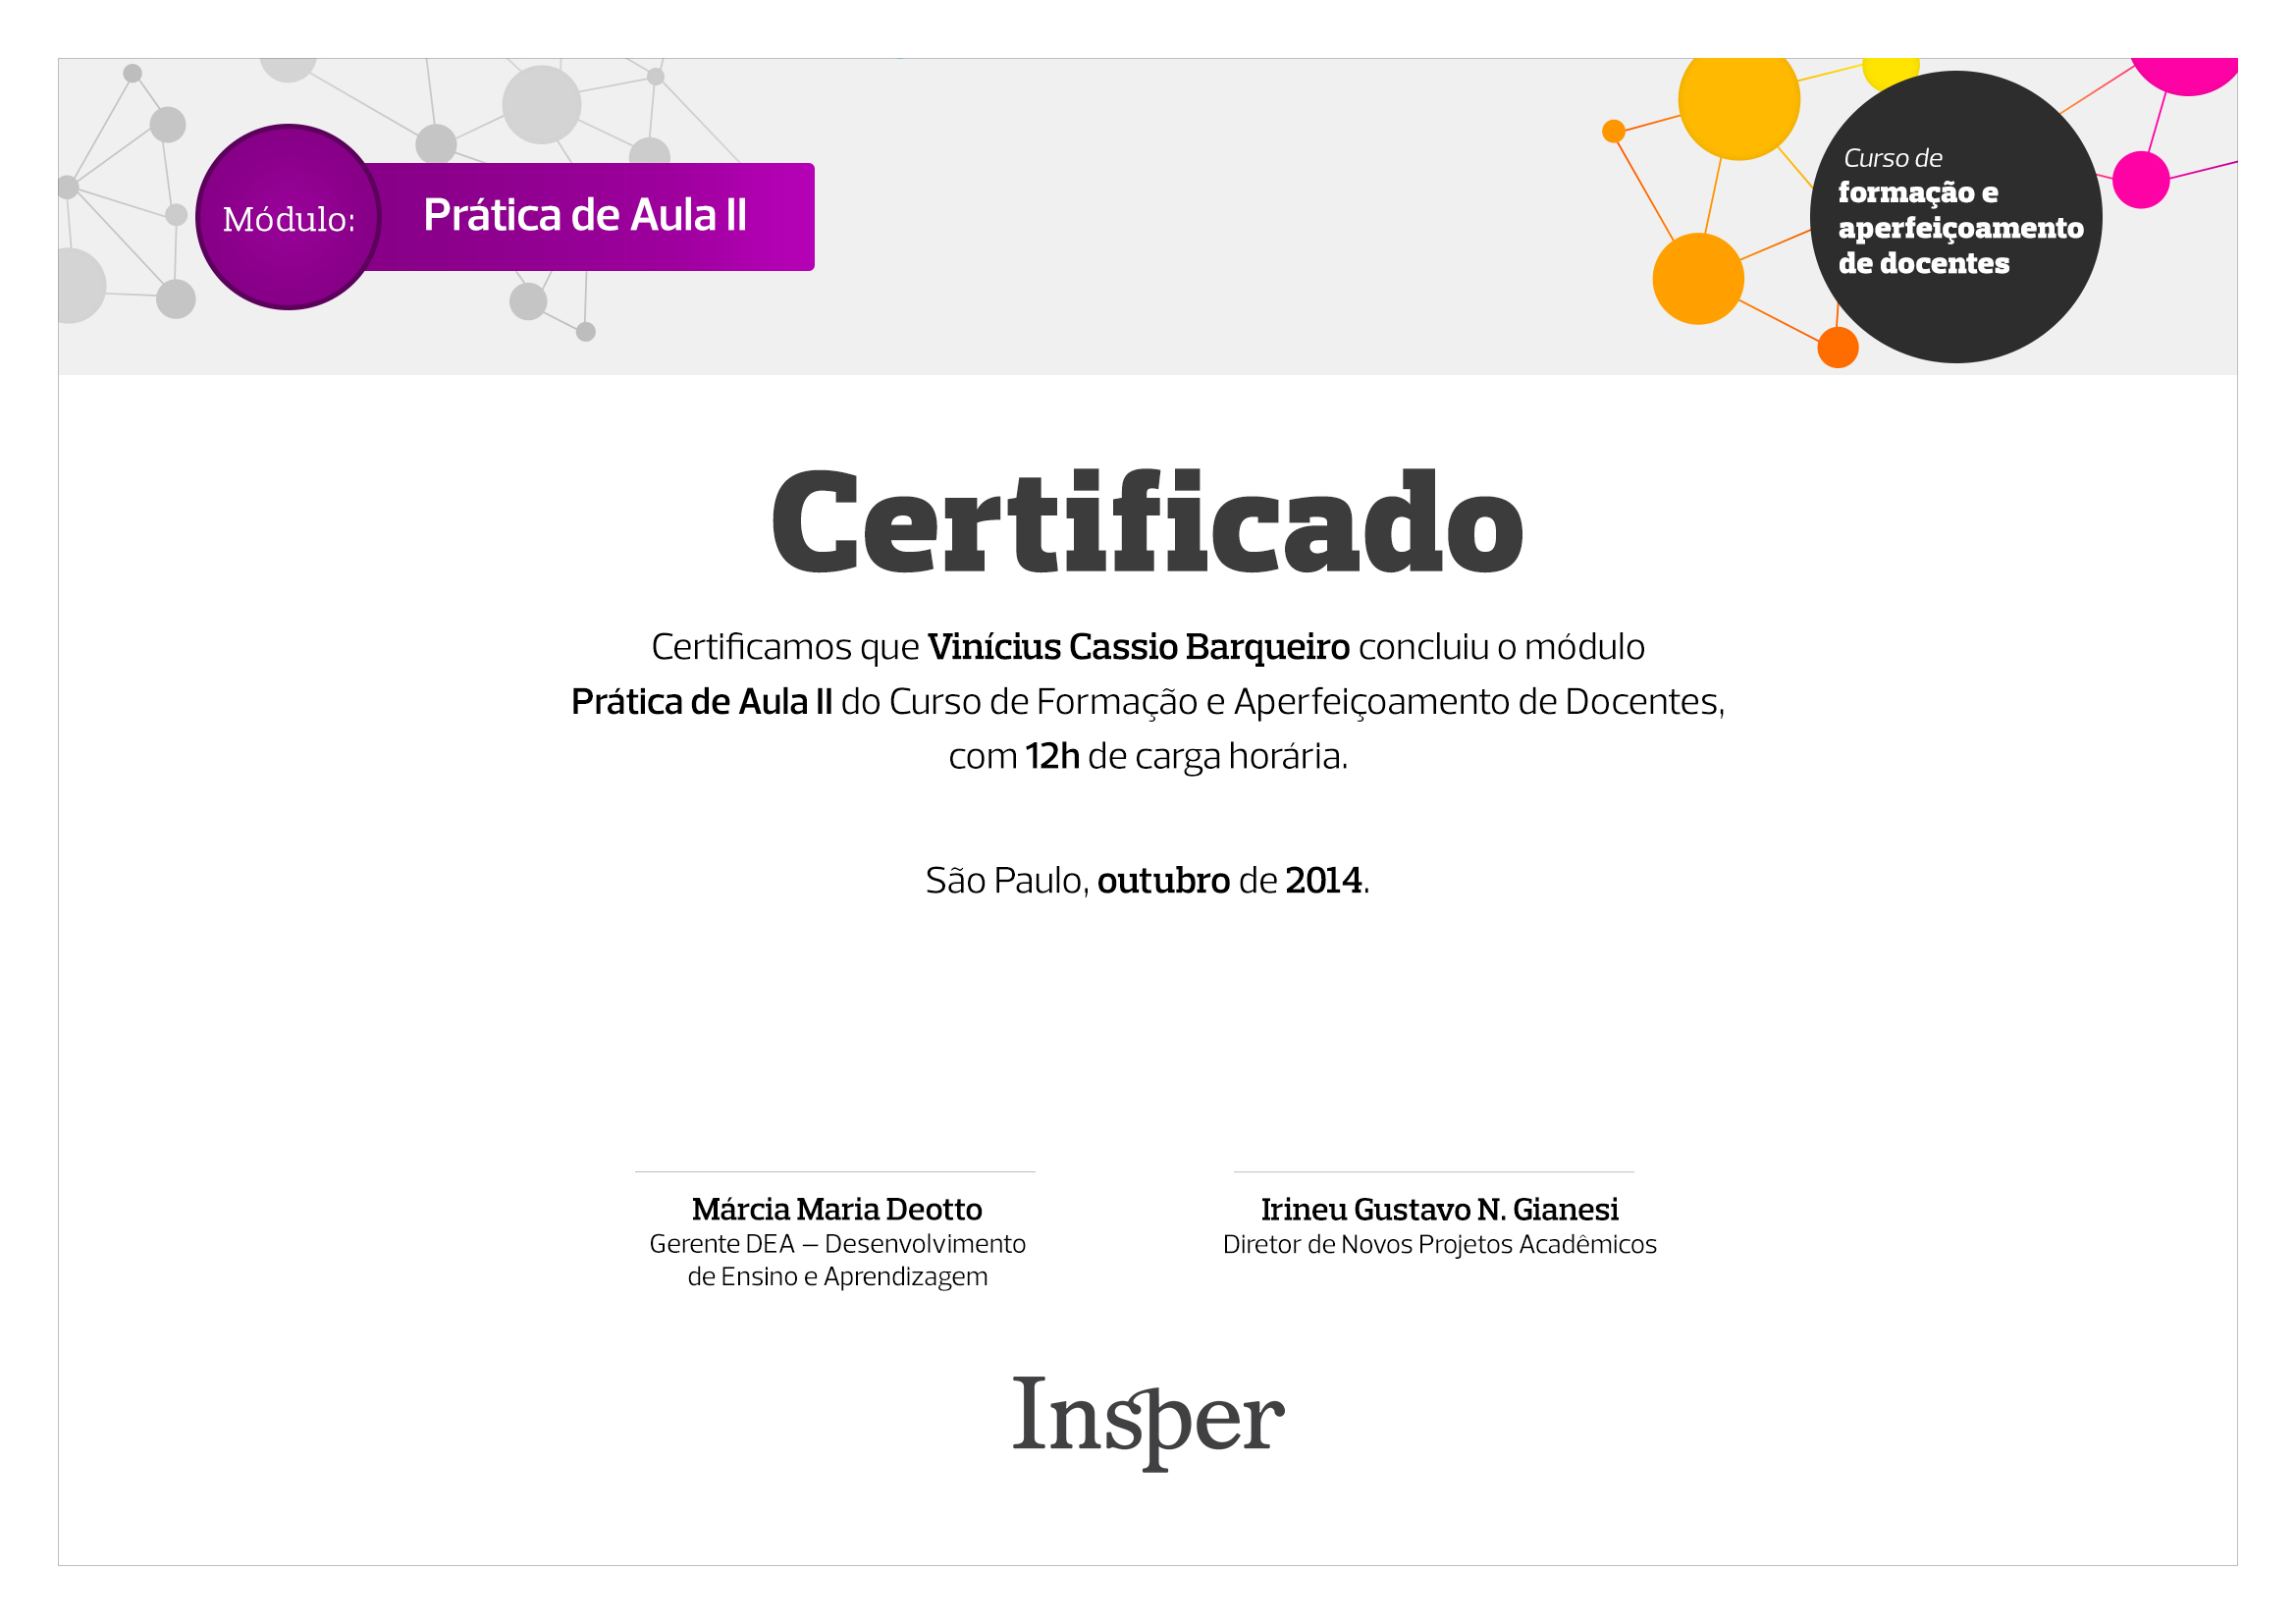 Módulo:
Prática de Aula II
Curso de
formação e
aperfeiçoamento
de docentes
Certificado
Certificamos que Vinícius Cassio Barqueiro concluiu o módulo
Prática de Aula II do Curso de Formação e Aperfeiçoamento de Docentes,
com 12h de carga horária.
São Paulo, outubro de 2014.
Márcia Maria Deotto
Gerente DEA – Desenvolvimento
de Ensino e Aprendizagem
Irineu Gustavo N. Gianesi
Diretor de Novos Projetos Acadêmicos
Insper